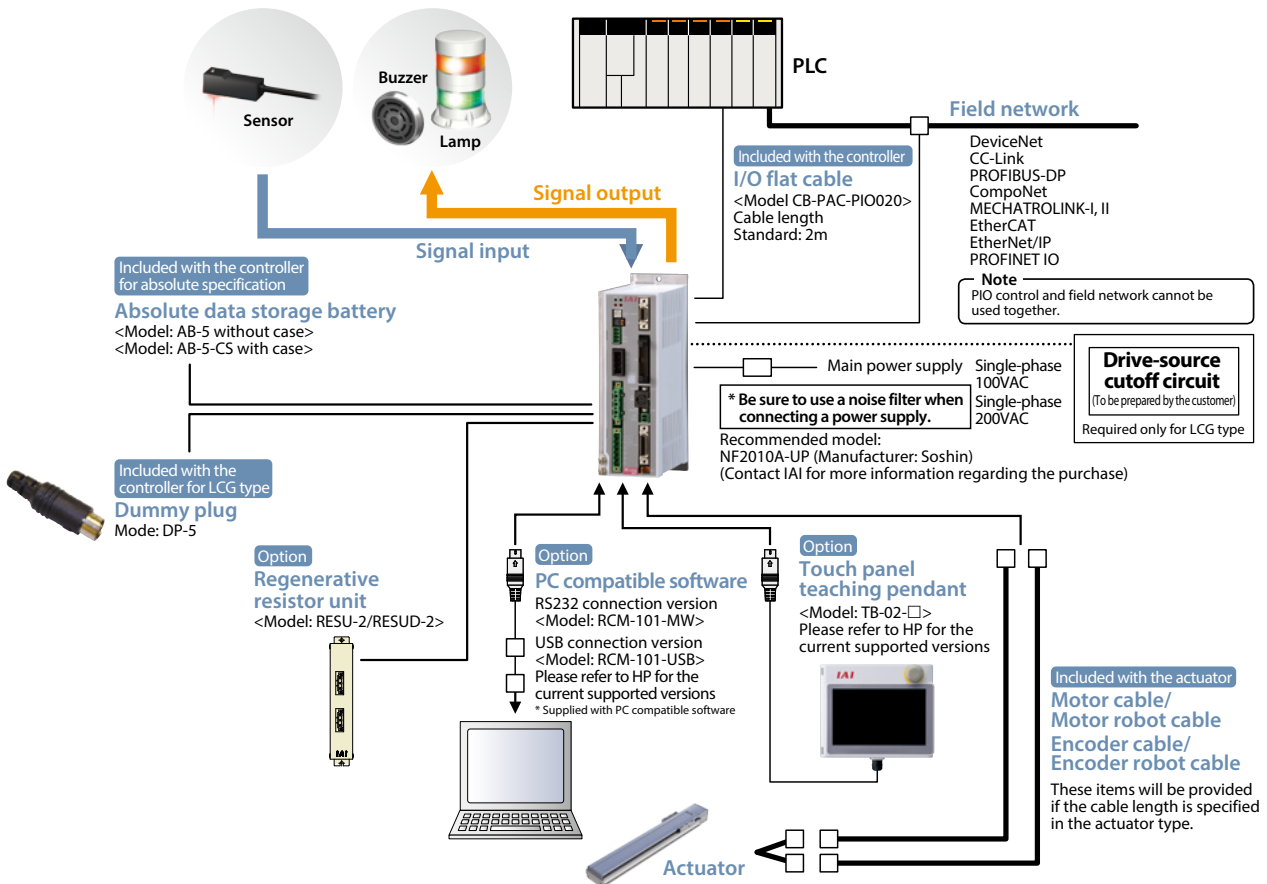 Sensor
Buzzer
Lamp
PLC
Field network
DeviceNet
CC-Link
PROFIBUS-DP
CompoNet
MECHATROLINK-I, II
EtherCAT
EtherNet/IP
PROFINET IO
Note
PIO control and field network cannot be
used together.
Included with the controller
I/O flat cable
<Model CB-PAC-PIO020>
Cable length
Standard: 2m
Signal output
Signal input
Included with the controller
for absolute specification
Absolute data storage battery
<Model: AB-5 without case>
<Model: AB-5-CS with case>
IAI
Main power supply
Single-phase
100VAC
Single-phase
200VAC
* Be sure to use a noise filter when
connecting a power supply.
Recommended model:
NF2010A-UP (Manufacturer: Soshin)
(Contact IAI for more information regarding the purchase)
Drive-source
cutoff circuit
(To be prepared by the customer)
Required only for LCG type
Included with the
controller for LCG type
Dummy plug
Mode: DP-5
Option
Regenerative
resistor unit
<Model: RESU-2/RESUD-2>
IAI
Option
PC compatible software
RS232 connection version
<Model: RCM-101-MW>
USB connection version
<Model: RCM-101-USB>
Please refer to HP for the
current supported versions
* Supplied with PC compatible software
Option
Touch panel
teaching pendant
<Model: TB-02-□>
Please refer to HP for the
current supported versions
IAI
Included with the actuator
Motor cable/
Motor robot cable
Encoder cable/
Encoder robot cable
These items will be provided
if the cable length is specified
in the actuator type.
Actuator